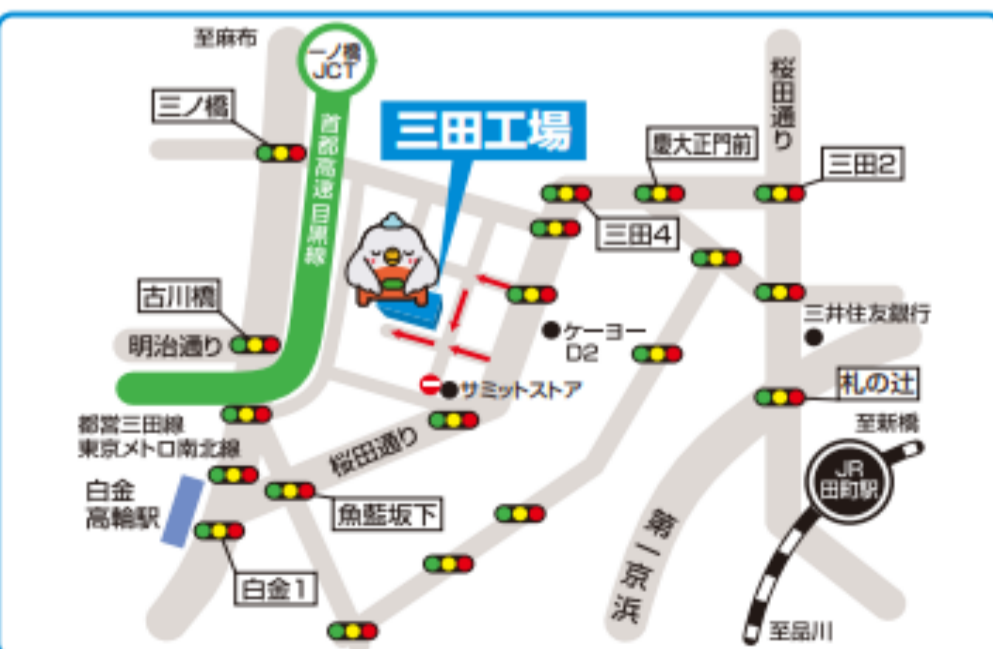 至麻布
一ノ橋
JCT
三ノ橋
首都高速 目黒線
三田工場
慶大正門前
桜田通り
三田2
三田4
古川橋
明治通り
ケーヨー
D2
三井住友銀行
サミットストア
札の辻
都営三田線
東京メトロ南北線
桜田通り
至新橋
白金
高輪駅
JR
田町駅
魚藍坂下
第一京浜
白金1
至品川